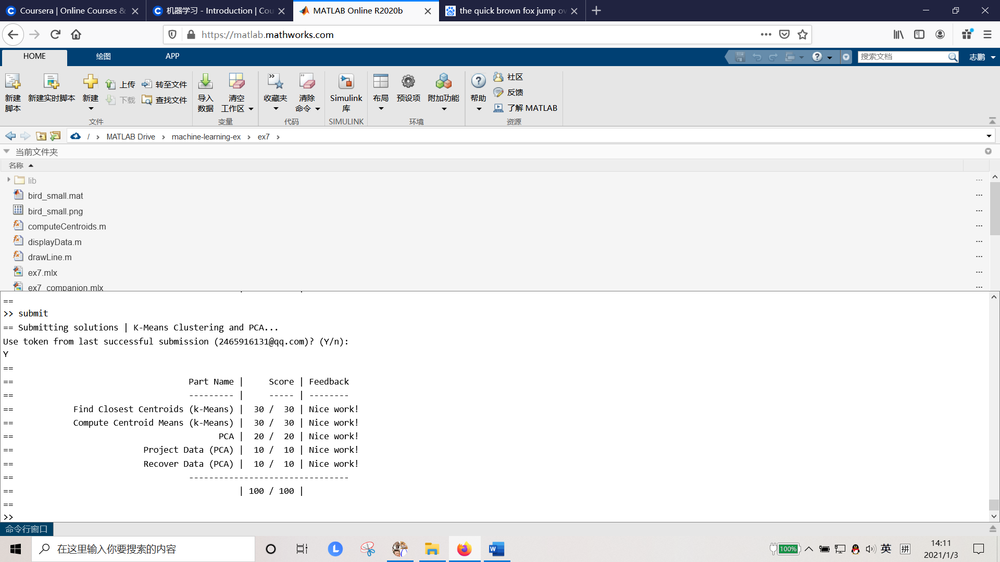 Coursera | Online Courses &
机器学习 - Introduction | Cou
MATLAB Online R2020b
the quick brown fox jump ov
https://matlab.mathworks.com
HOME
绘图
APP
搜索文档
志鹏
新建
脚本
新建实时脚本
新建
上传
下载
转至文件
查找文件
文件
导入
数据
清空
工作区
变量
收藏夹
清除
命令
代码
Simulink
库
SIMULINK
布局
预设项
附加功能
环境
帮助
社区
反馈
了解 MATLAB
资源
/ › MATLAB Drive › machine-learning-ex › ex7 ›
当前文件夹
名称
lib
bird_small.mat
bird_small.png
computeCentroids.m
displayData.m
drawLine.m
ex7.mlx
ex7_companion.mlx
==
>> submit
== Submitting solutions | K-Means Clustering and PCA...
Use token from last successful submission (2465916131@qq.com)? (Y/n):
Y
==
== Part Name | Score | Feedback
== --------- | ----- | --------
== Find Closest Centroids (k-Means) | 30 / 30 | Nice work!
== Compute Centroid Means (k-Means) | 30 / 30 | Nice work!
== PCA | 20 / 20 | Nice work!
== Project Data (PCA) | 10 / 10 | Nice work!
== Recover Data (PCA) | 10 / 10 | Nice work!
== --------------------------------
== | 100 / 100 |
==
>>
命令行窗口
在这里输入你要搜索的内容
100%
英
拼
14:11
2021/1/3